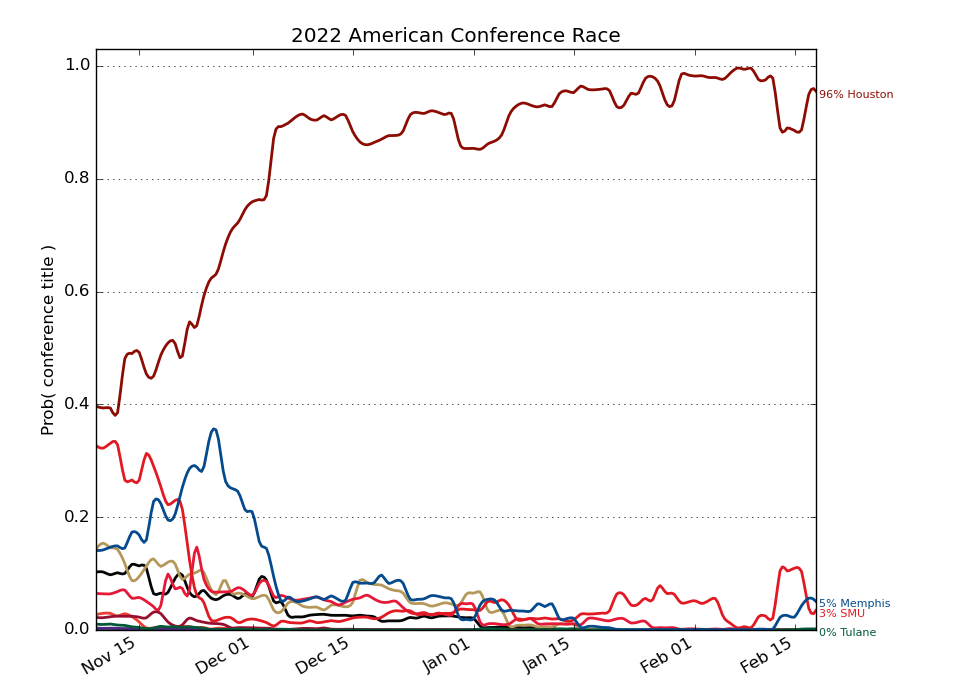 2022 American Conference Race
Prob( conference title )
1.0
0.8
0.6
0.4
0.2
0.0
96% Houston
5% Memphis
3% SMU
0% Tulane
Nov 15
Dec 01
Dec 15
Jan 01
Jan 15
Feb 01
Feb 15